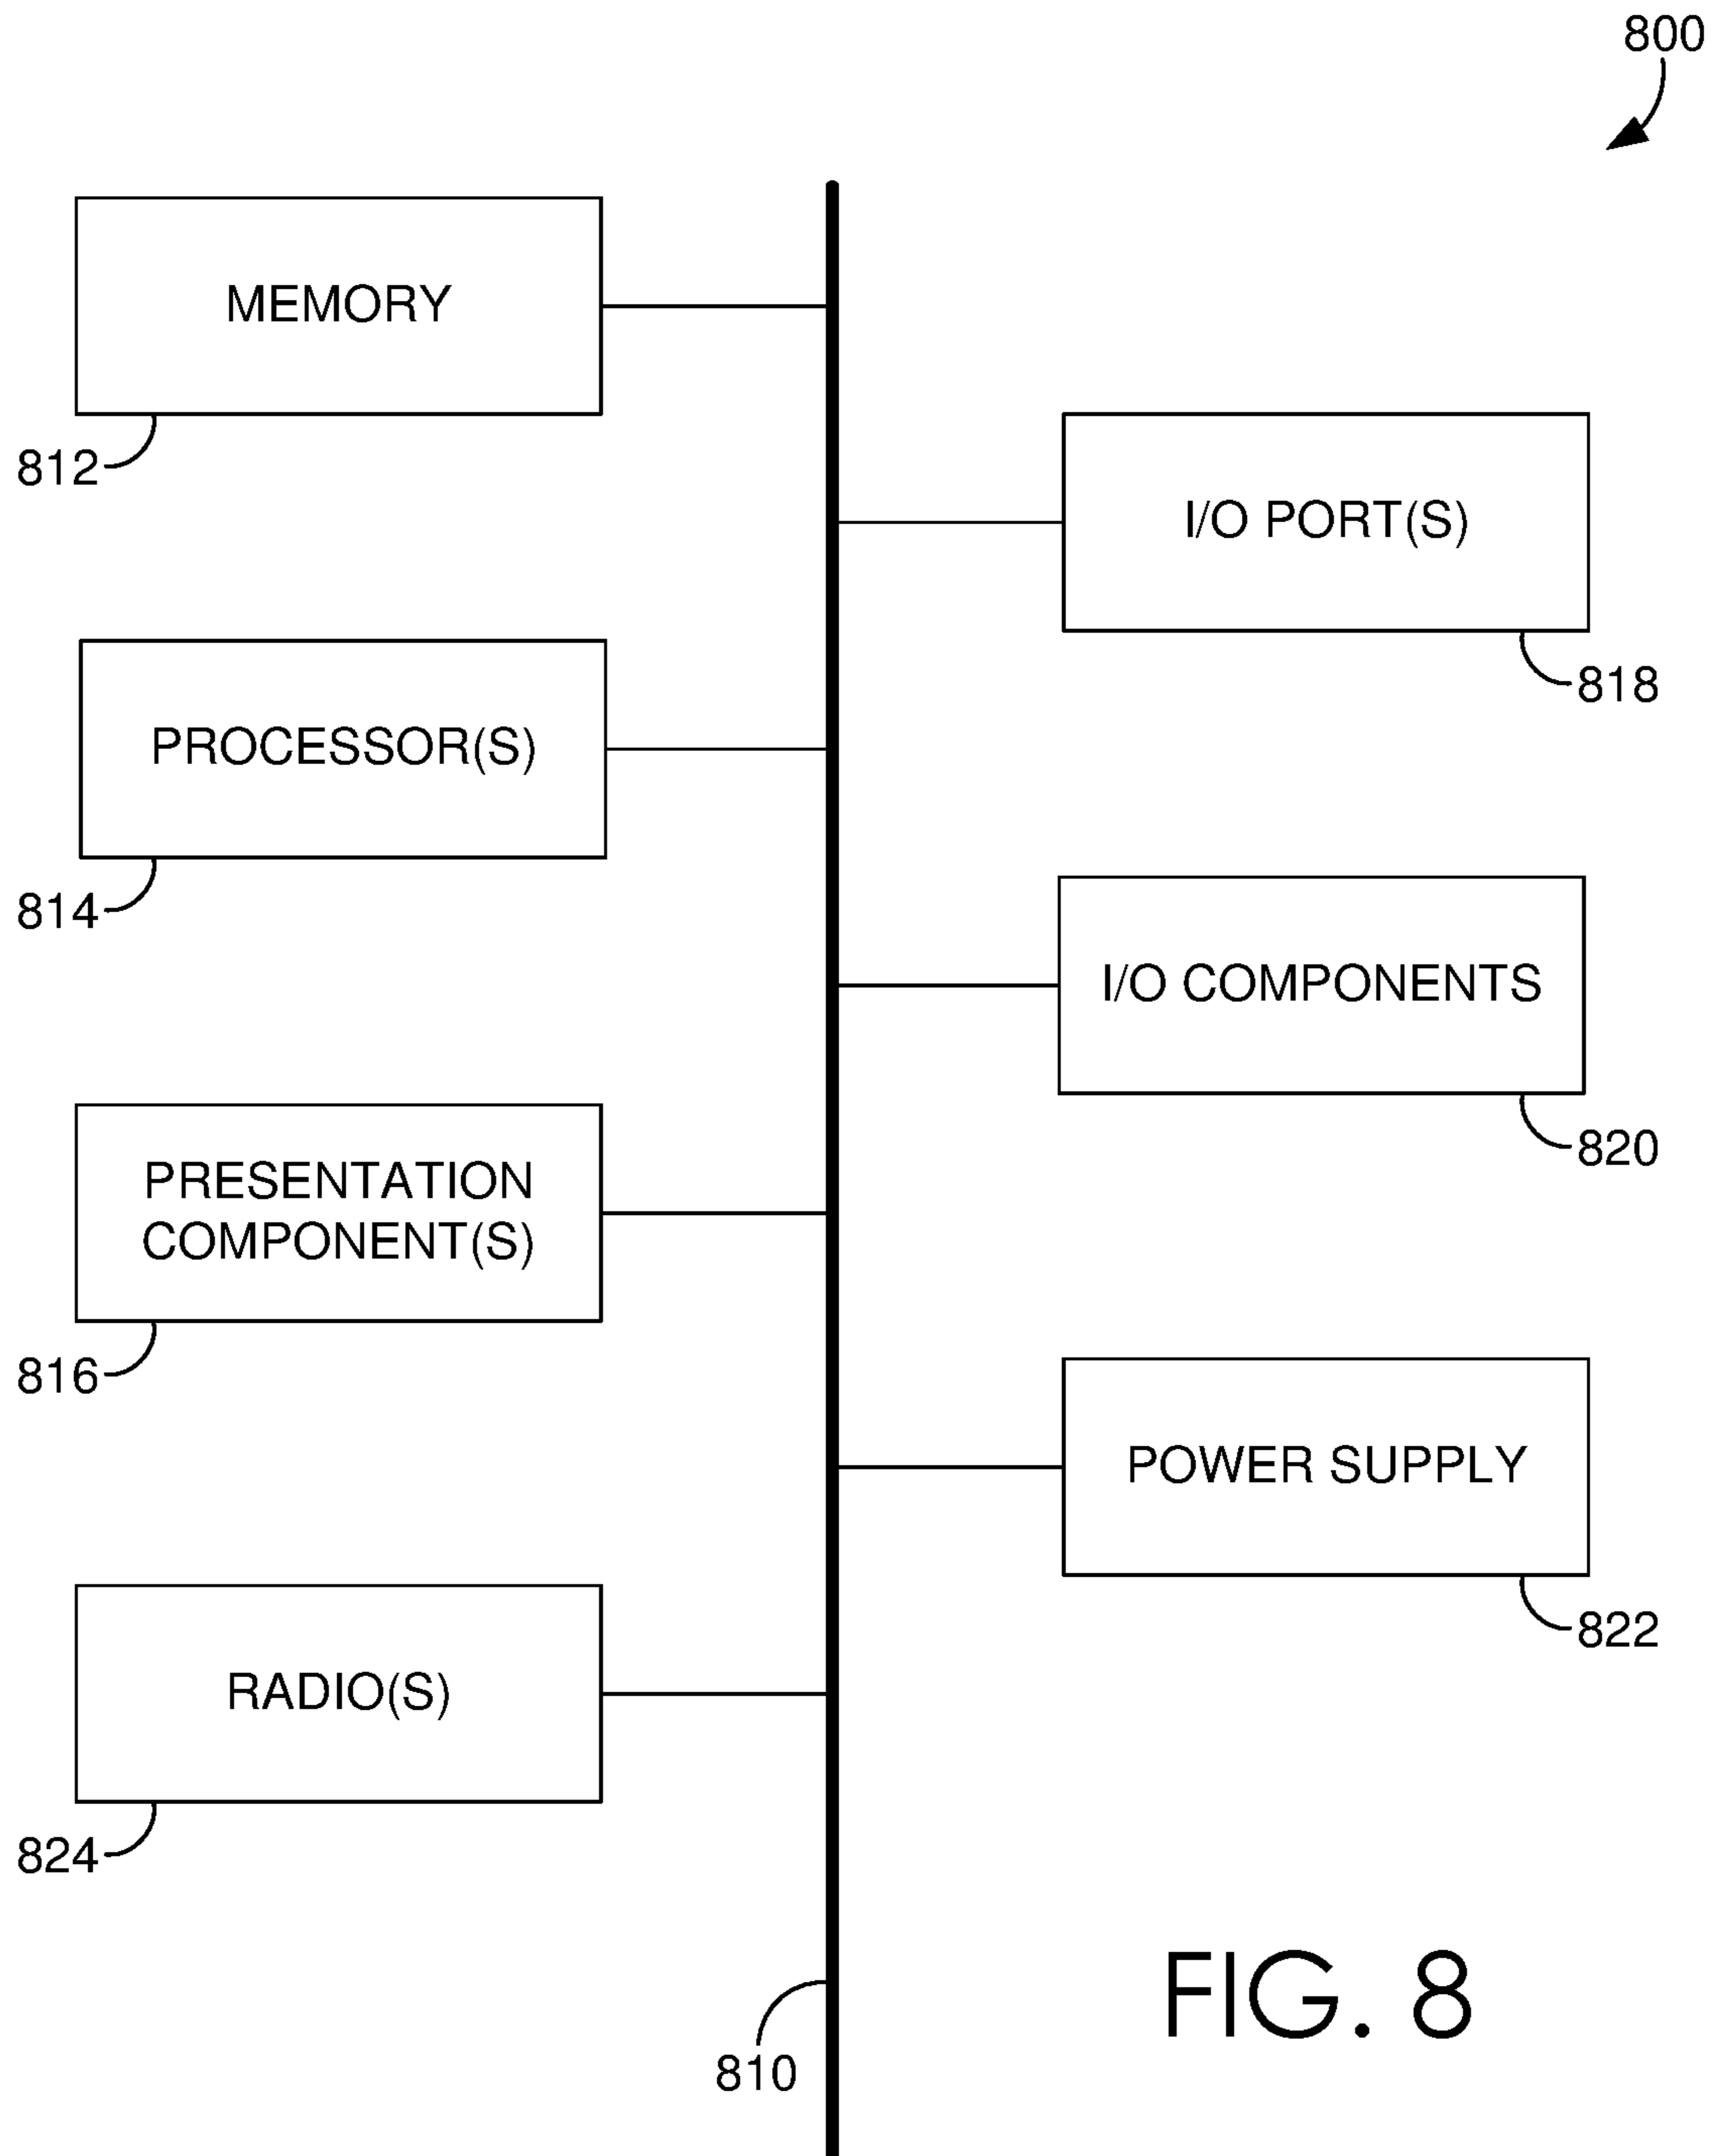 800
MEMORY
812
I/O PORT(S)
818
PROCESSOR(S)
814
I/O COMPONENTS
820
PRESENTATION
COMPONENT(S)
816
POWER SUPPLY
822
RADIO(S)
824
810
FIG. 8